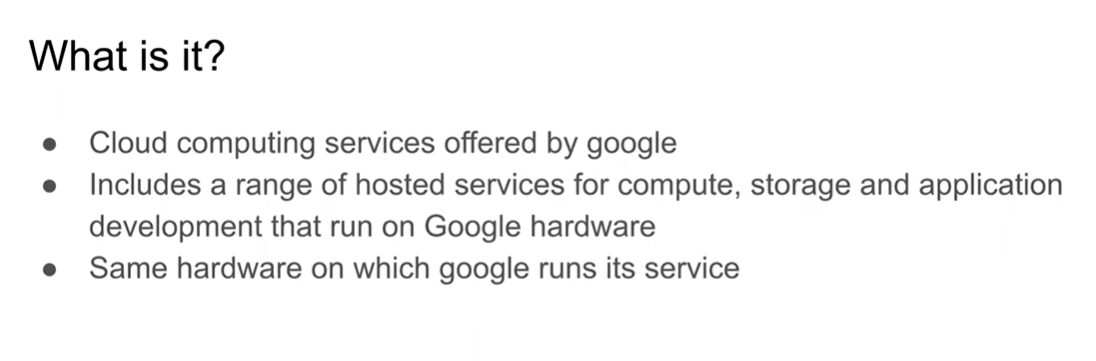 What is it?
● Cloud computing services offered by google
● Includes a range of hosted services for compute, storage and application
development that run on Google hardware
● Same hardware on which google runs its service